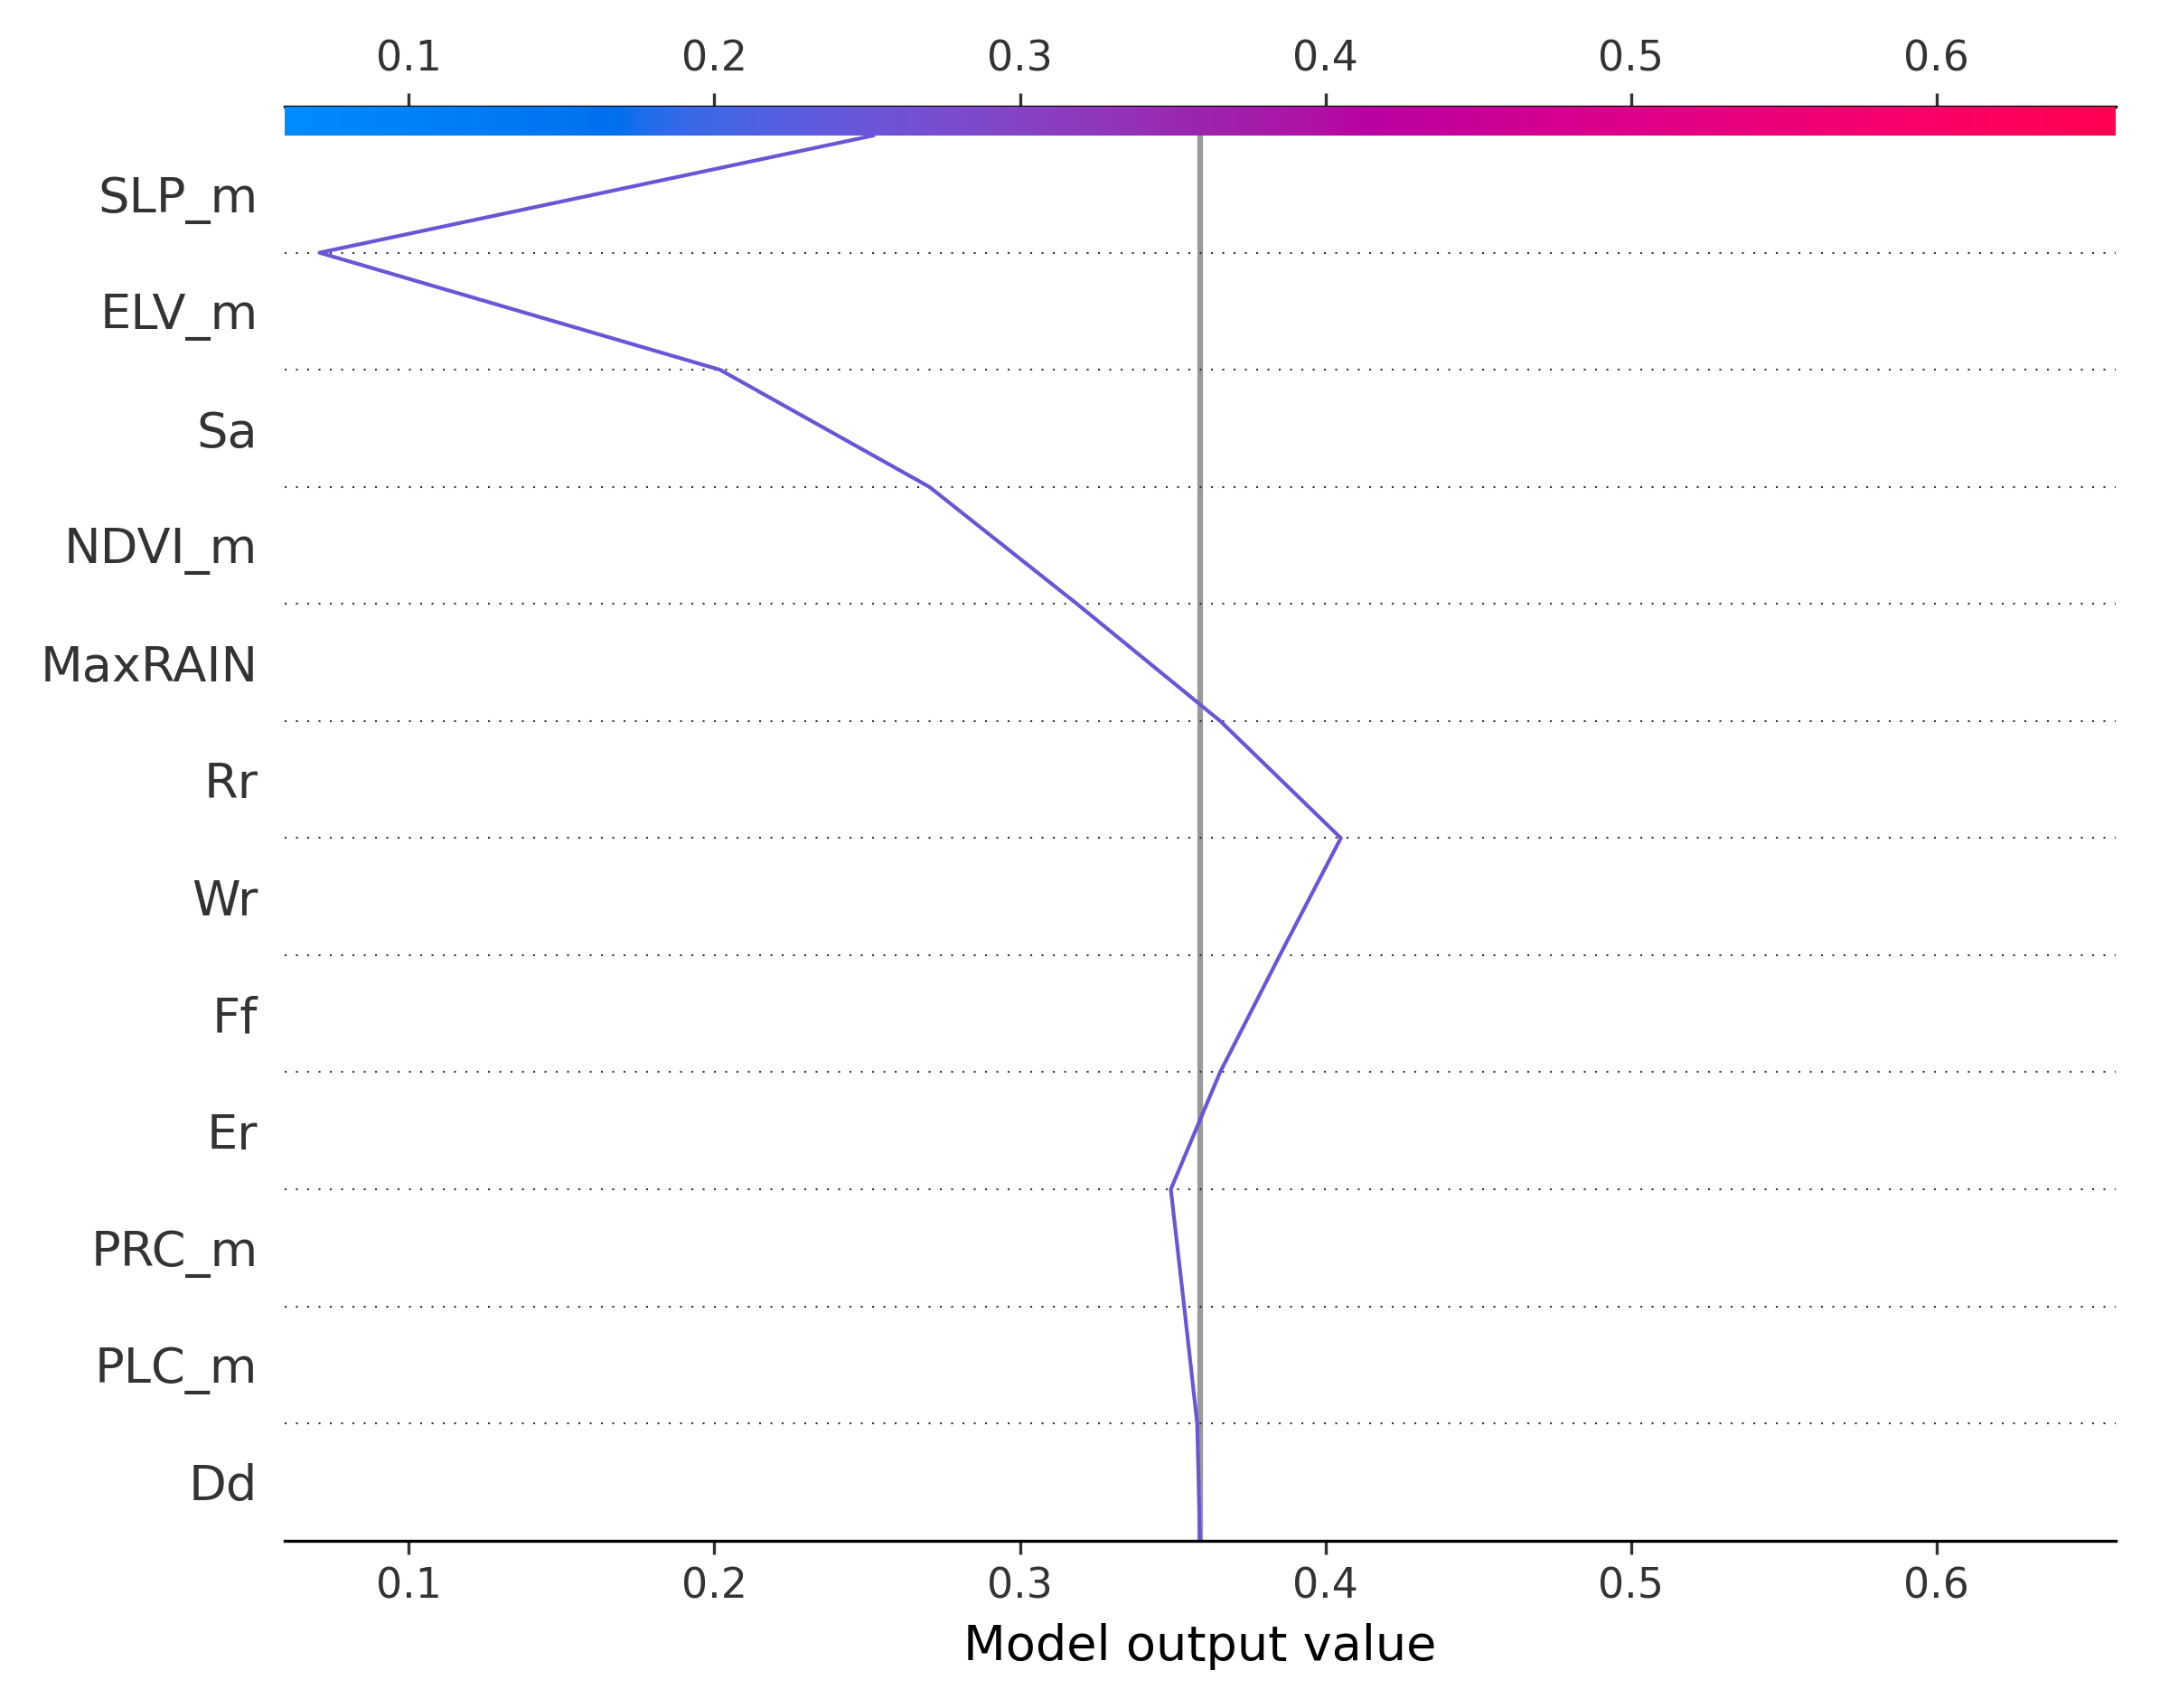 0.1 0.2 0.3 0.4 0.5 0.6
SLP_m
ELV_m
Sa
NDVI_m
MaxRAIN
Rr
Wr
Ff
Er
PRC_m
PLC_m
Dd
0.1 0.2 0.3 0.4 0.5 0.6
Model output value